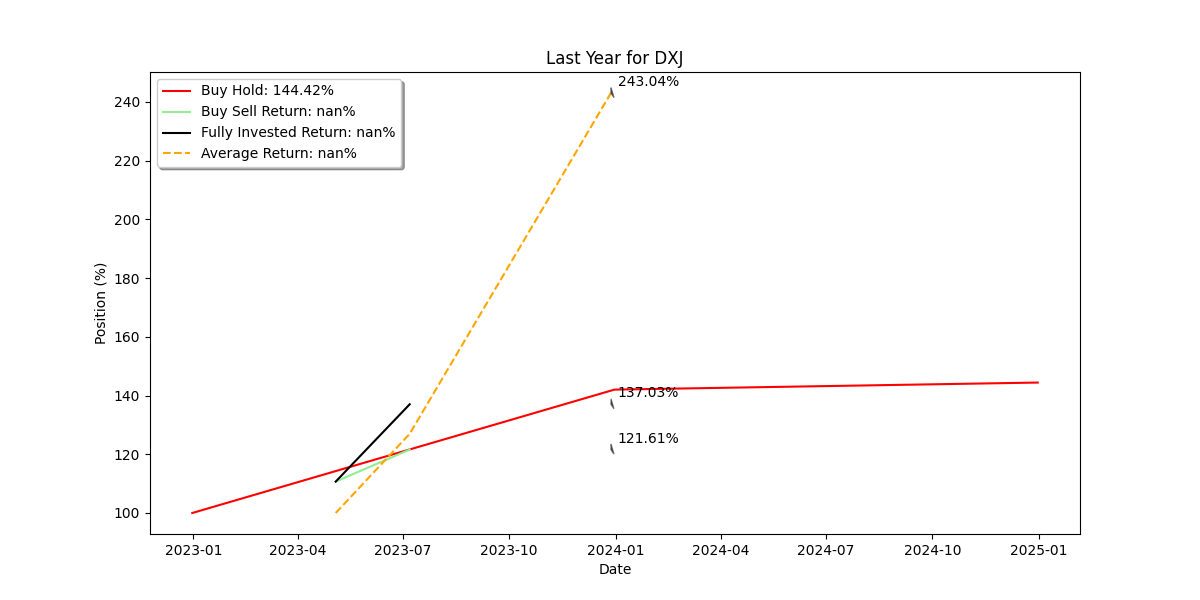 Last Year for DXJ
Buy Hold: 144.42%
Buy Sell Return: nan%
Fully Invested Return: nan%
Average Return: nan%
243.04%
137.03%
121.61%
240
220
200
180
160
140
120
100
Position (%)
2023-01 2023-04 2023-07 2023-10 2024-01 2024-04 2024-07 2024-10 2025-01
Date